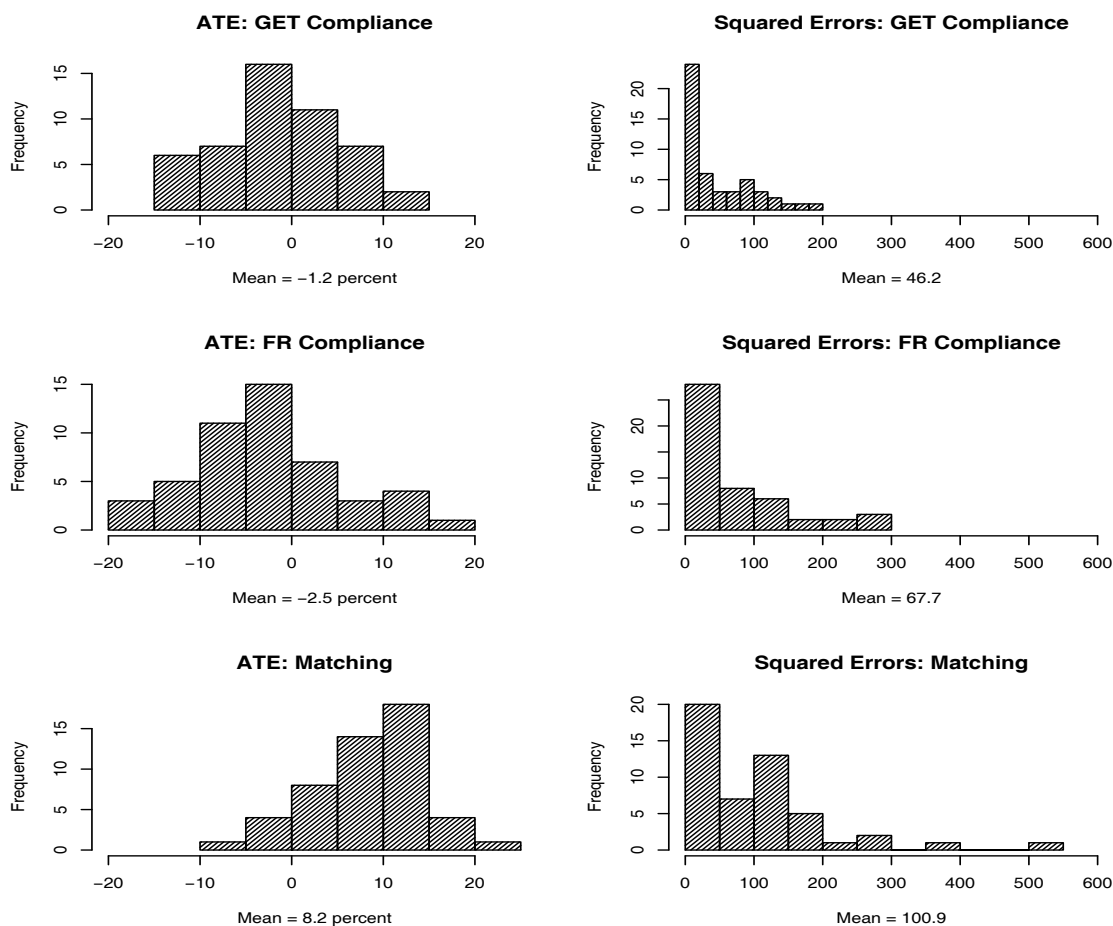 ATE: GET Compliance
Frequency
0 5 10 15
−20 −10 0 10 20
Mean = −1.2 percent
Squared Errors: GET Compliance
Frequency
0 5 10 20
0 100 200 300 400 500 600
Mean = 46.2
ATE: FR Compliance
Frequency
0 5 10 15
−20 −10 0 10 20
Mean = −2.5 percent
Squared Errors: FR Compliance
Frequency
0 5 10 20
0 100 200 300 400 500 600
Mean = 67.7
ATE: Matching
Frequency
0 5 10 15
−20 −10 0 10 20
Mean = 8.2 percent
Squared Errors: Matching
Frequency
0 5 10 15 20
0 100 200 300 400 500 600
Mean = 100.9